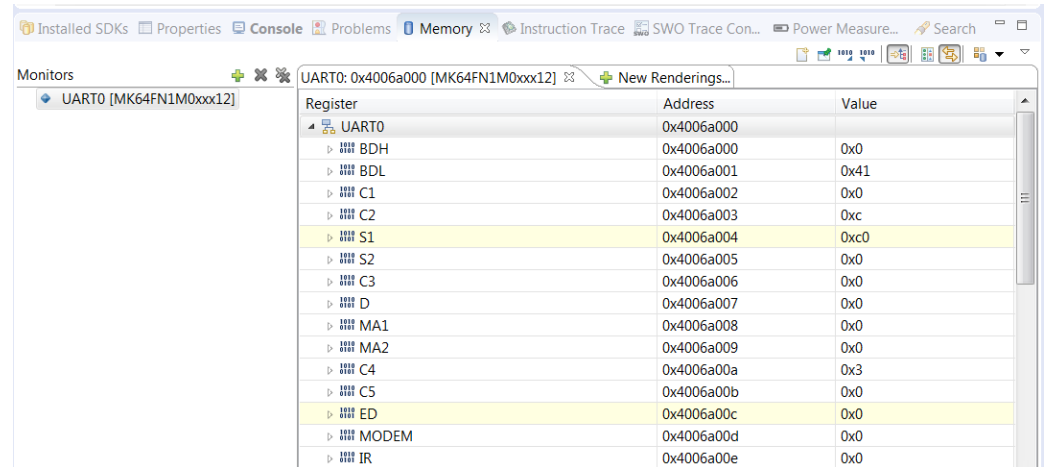 Installed SDKs Properties Console Problems Memory Instruction Trace SWO Trace Con... Power Measure... Search
Monitors
UART0: 0x4006a000 [MK64FN1M0xxx12] New Renderings...
UART0 [MK64FN1M0xxx12]
Register Address Value
UART0 0x4006a000
BDH 0x4006a000 0x0
BDL 0x4006a001 0x41
C1 0x4006a002 0x0
C2 0x4006a003 0xc
S1 0x4006a004 0xc0
S2 0x4006a005 0x0
C3 0x4006a006 0x0
D 0x4006a007 0x0
MA1 0x4006a008 0x0
MA2 0x4006a009 0x0
C4 0x4006a00a 0x3
C5 0x4006a00b 0x0
ED 0x4006a00c 0x0
MODEM 0x4006a00d 0x0
IR 0x4006a00e 0x0